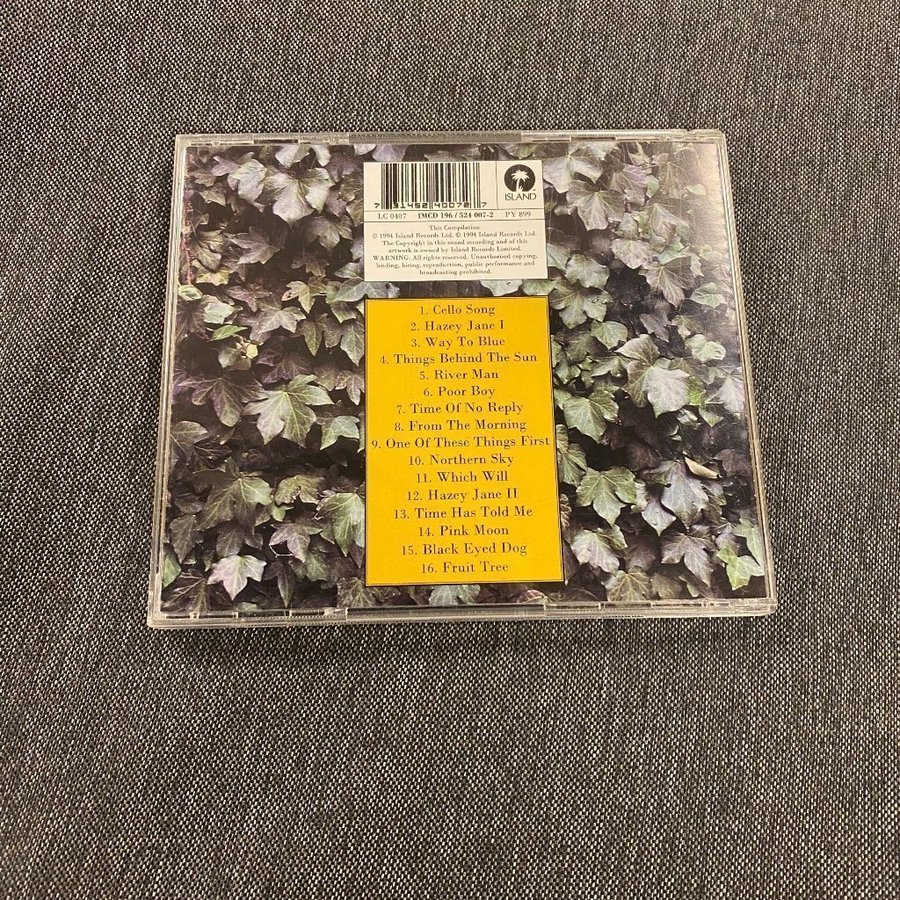 7 31452 40072 7
ISLAND
LC 0407 IMCD 196 / 524 007-2 PY 899
This Compilation
℗ 1994 Island Records Ltd. © 1994 Island Records Ltd.
The Copyright in this sound recording and of this
artwork is owned by Island Records Limited.
WARNING: All rights reserved. Unauthorised copying,
lending, hiring, reproduction, public performance and
broadcasting prohibited.
1. Cello Song
2. Hazey Jane I
3. Way To Blue
4. Things Behind The Sun
5. River Man
6. Poor Boy
7. Time Of No Reply
8. From The Morning
9. One Of These Things First
10. Northern Sky
11. Which Will
12. Hazey Jane II
13. Time Has Told Me
14. Pink Moon
15. Black Eyed Dog
16. Fruit Tree